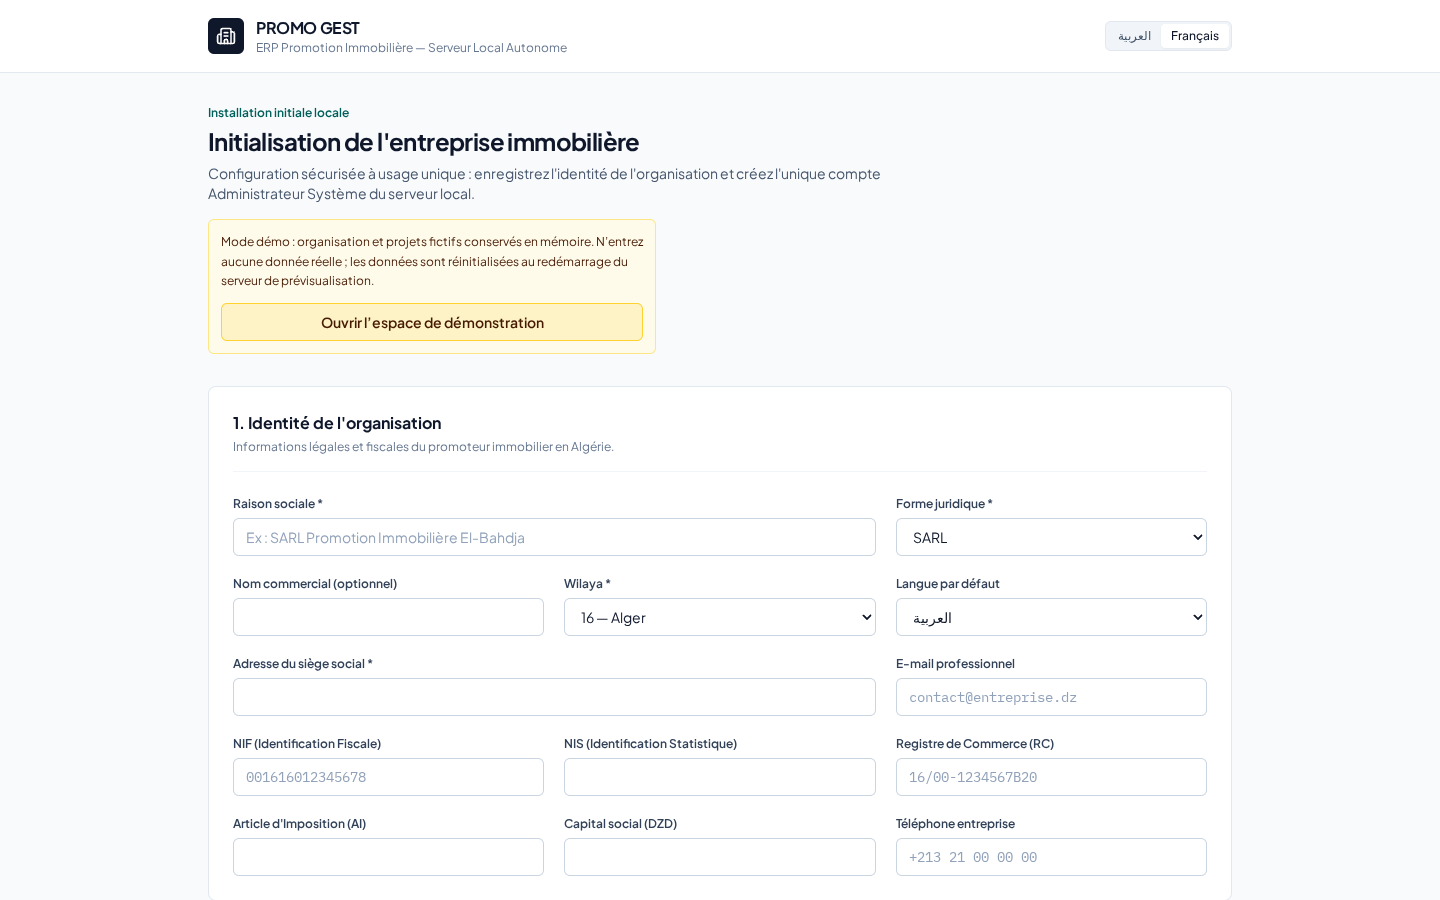 PROMO GEST
ERP Promotion Immobilière — Serveur Local Autonome
العربية
Français
Installation initiale locale
Initialisation de l'entreprise immobilière
Configuration sécurisée à usage unique : enregistrez l'identité de l'organisation et créez l'unique compte
Administrateur Système du serveur local.
Mode démo : organisation et projets fictifs conservés en mémoire. N'entrez
aucune donnée réelle ; les données sont réinitialisées au redémarrage du
serveur de prévisualisation.
Ouvrir l’espace de démonstration
1. Identité de l'organisation
Informations légales et fiscales du promoteur immobilier en Algérie.
Raison sociale *
Forme juridique *
Ex : SARL Promotion Immobilière El-Bahdja
SARL
Nom commercial (optionnel)
Wilaya *
Langue par défaut
16 — Alger
العربية
Adresse du siège social *
E-mail professionnel
contact@entreprise.dz
NIF (Identification Fiscale)
NIS (Identification Statistique)
Registre de Commerce (RC)
001616012345678
16/00-1234567B20
Article d'Imposition (AI)
Capital social (DZD)
Téléphone entreprise
+213 21 00 00 00